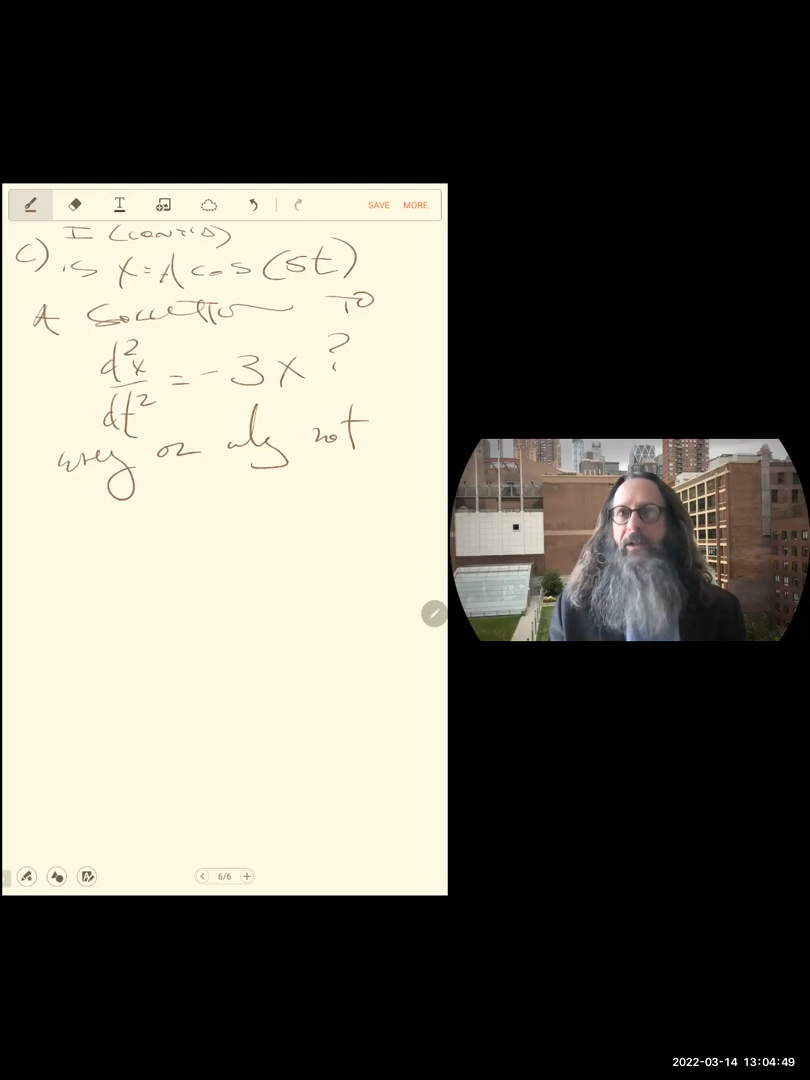 SAVE MORE
I (CONT'D)
C) is x = A cos (5t)
A SOLUTION TO
d²x/dt² = -3x ?
why or why not
6/6
2022-03-14 13:04:49